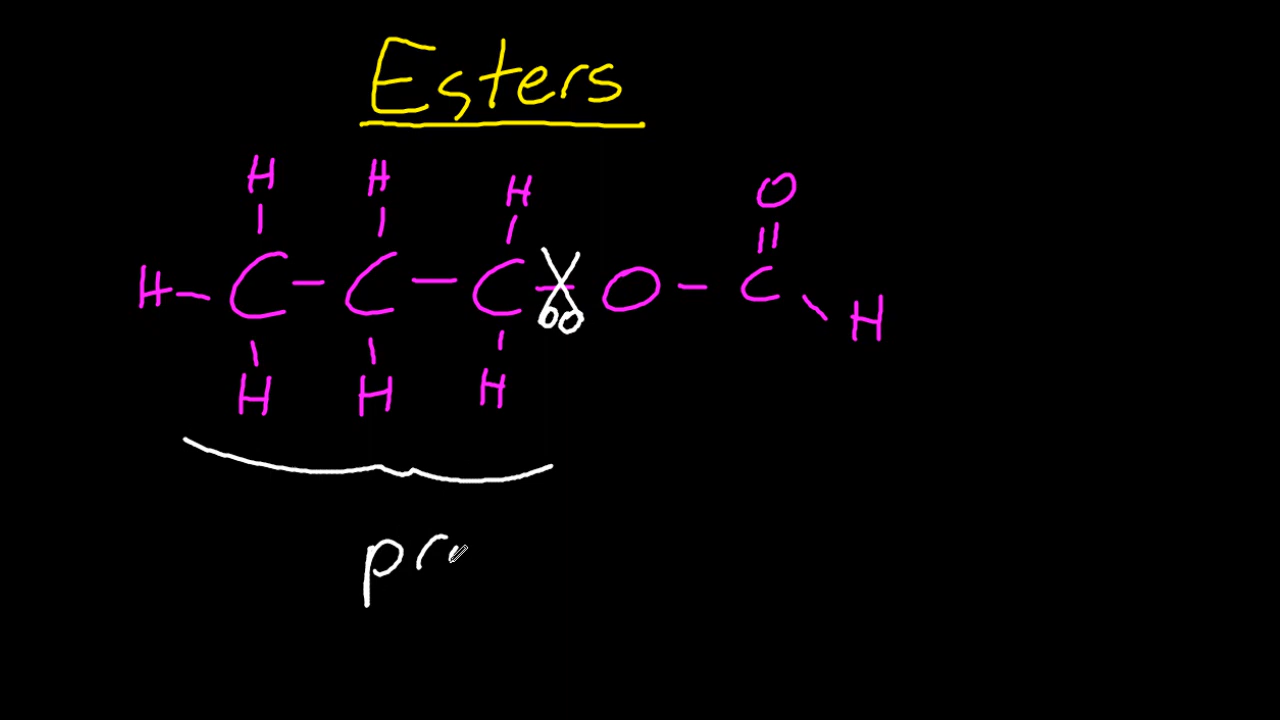 Esters
H H H O
H - C - C - C - O - C
H
H H H
pr